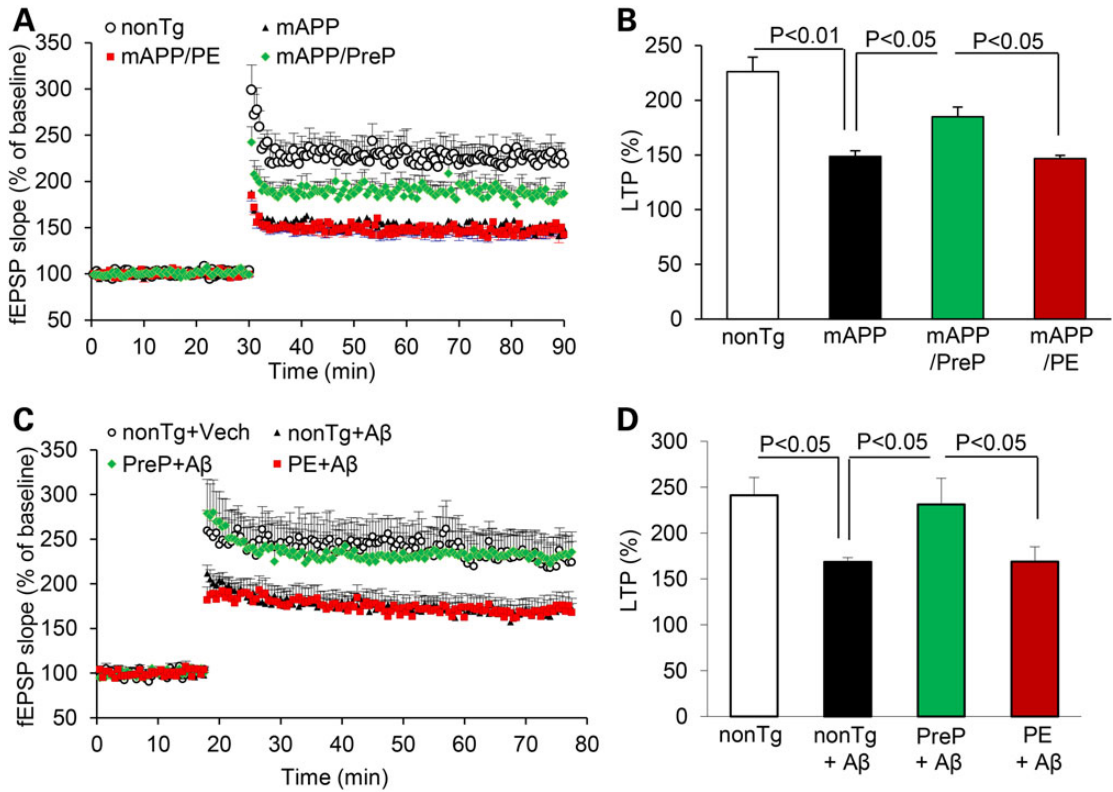 A
nonTg
mAPP
mAPP/PE
mAPP/PreP
fEPSP slope (% of baseline)
350
300
250
200
150
100
50
0 10 20 30 40 50 60 70 80 90
Time (min)
B
P<0.01
P<0.05
P<0.05
LTP (%)
250
200
150
100
50
0
nonTg
mAPP
mAPP
/PreP
mAPP
/PE
C
nonTg+Vech
nonTg+Aβ
PreP+Aβ
PE+Aβ
fEPSP slope (% of baseline)
350
300
250
200
150
100
50
0 10 20 30 40 50 60 70 80
Time (min)
D
P<0.05
P<0.05
P<0.05
LTP (%)
300
250
200
150
100
50
0
nonTg
nonTg
+ Aβ
PreP
+ Aβ
PE
+ Aβ